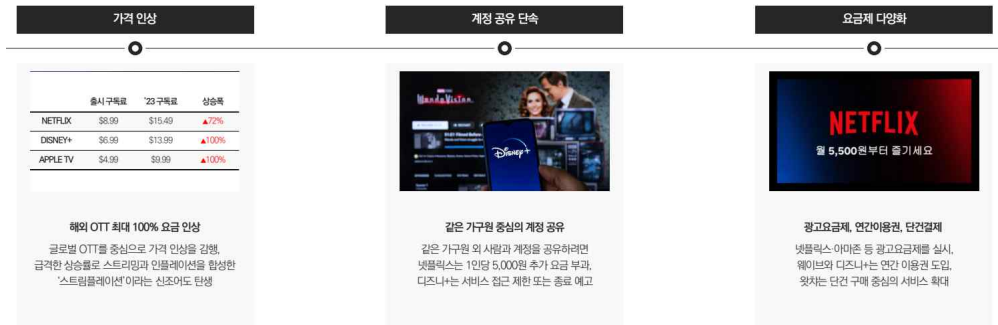 가격 인상
계정 공유 단속
요금제 다양화
출시 구독료 '23 구독료 상승폭
NETFLIX $8.99 $15.49 ▲72%
DISNEY+ $6.99 $13.99 ▲100%
APPLE TV $4.99 $9.99 ▲100%
WandaVision
Disney+
NETFLIX
월 5,500원부터 즐기세요
해외 OTT 최대 100% 요금 인상
글로벌 OTT를 중심으로 가격 인상을 감행,
급격한 상승률로 스트리밍과 인플레이션을 합성한
'스트림플레이션'이라는 신조어도 탄생
같은 가구원 중심의 계정 공유
같은 가구원 외 사람과 계정을 공유하려면
넷플릭스는 1인당 5,000원 추가 요금 부과,
디즈니+는 서비스 접근 제한 또는 종료 예고
광고요금제, 연간이용권, 단건결제
넷플릭스·아마존 등 광고요금제를 실시,
웨이브와 디즈니+는 연간 이용권 도입,
왓챠는 단건 구매 중심의 서비스 확대